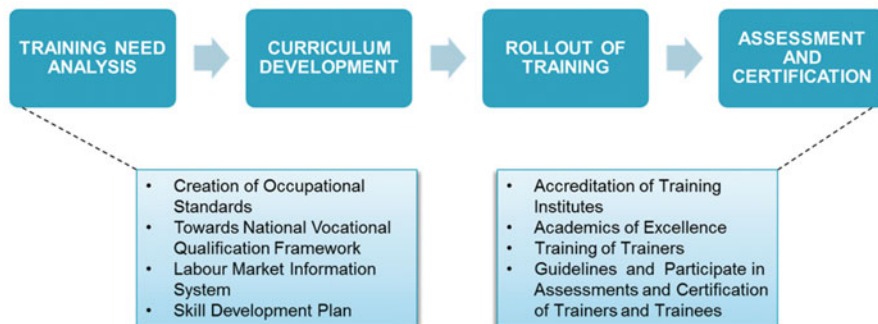 TRAINING NEED
ANALYSIS
CURRICULUM
DEVELOPMENT
ROLLOUT OF
TRAINING
ASSESSMENT
AND
CERTIFICATION
• Creation of Occupational
Standards
• Towards National Vocational
Qualification Framework
• Labour Market Information
System
• Skill Development Plan
• Accreditation of Training
Institutes
• Academics of Excellence
• Training of Trainers
• Guidelines and Participate in
Assessments and Certification
of Trainers and Trainees